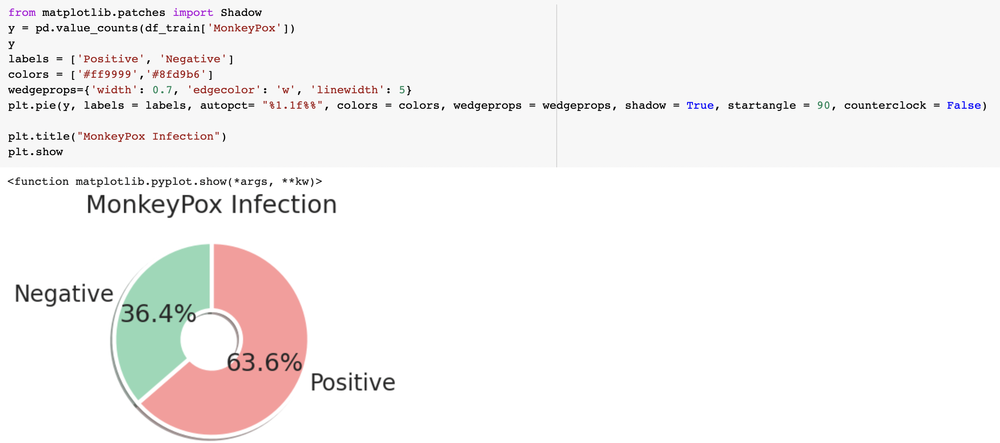 from matplotlib.patches import Shadow
y = pd.value_counts(df_train['MonkeyPox'])
y
labels = ['Positive', 'Negative']
colors = ['#ff9999','#8fd9b6']
wedgeprops={'width': 0.7, 'edgecolor': 'w', 'linewidth': 5}
plt.pie(y, labels = labels, autopct= "%1.1f%%", colors = colors, wedgeprops = wedgeprops, shadow = True, startangle = 90, counterclock = False)
plt.title("MonkeyPox Infection")
plt.show
<function matplotlib.pyplot.show(*args, **kw)>
MonkeyPox Infection
Negative
36.4%
63.6%
Positive